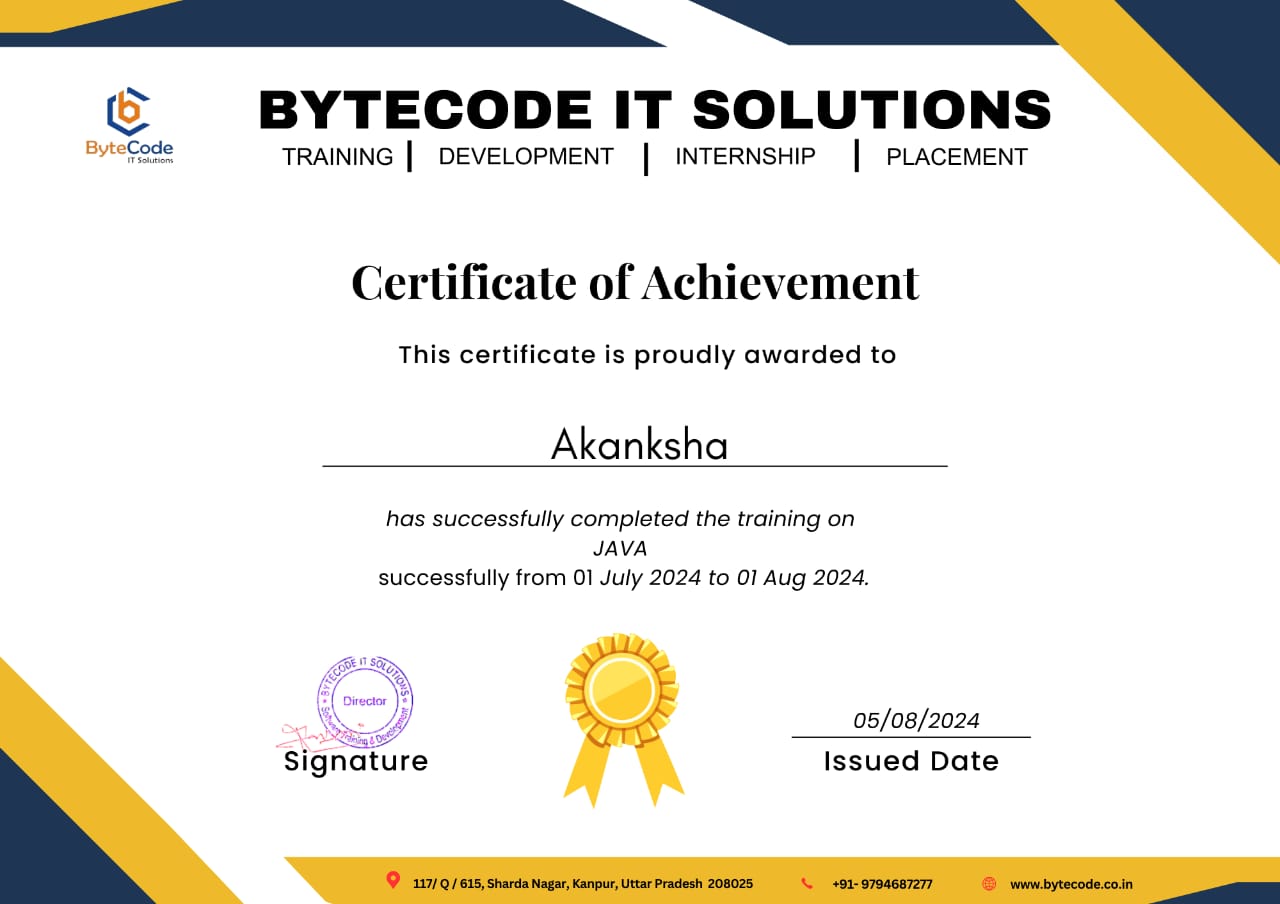 ByteCode
IT Solutions
BYTECODE IT SOLUTIONS
TRAINING | DEVELOPMENT | INTERNSHIP | PLACEMENT
Certificate of Achievement
This certificate is proudly awarded to
Akanksha
has successfully completed the training on
JAVA
successfully from 01 July 2024 to 01 Aug 2024.
BYTECODE IT SOLUTIONS
Director
Software Training & Development
Signature
05/08/2024
Issued Date
117/ Q / 615, Sharda Nagar, Kanpur, Uttar Pradesh 208025
+91- 9794687277
www.bytecode.co.in